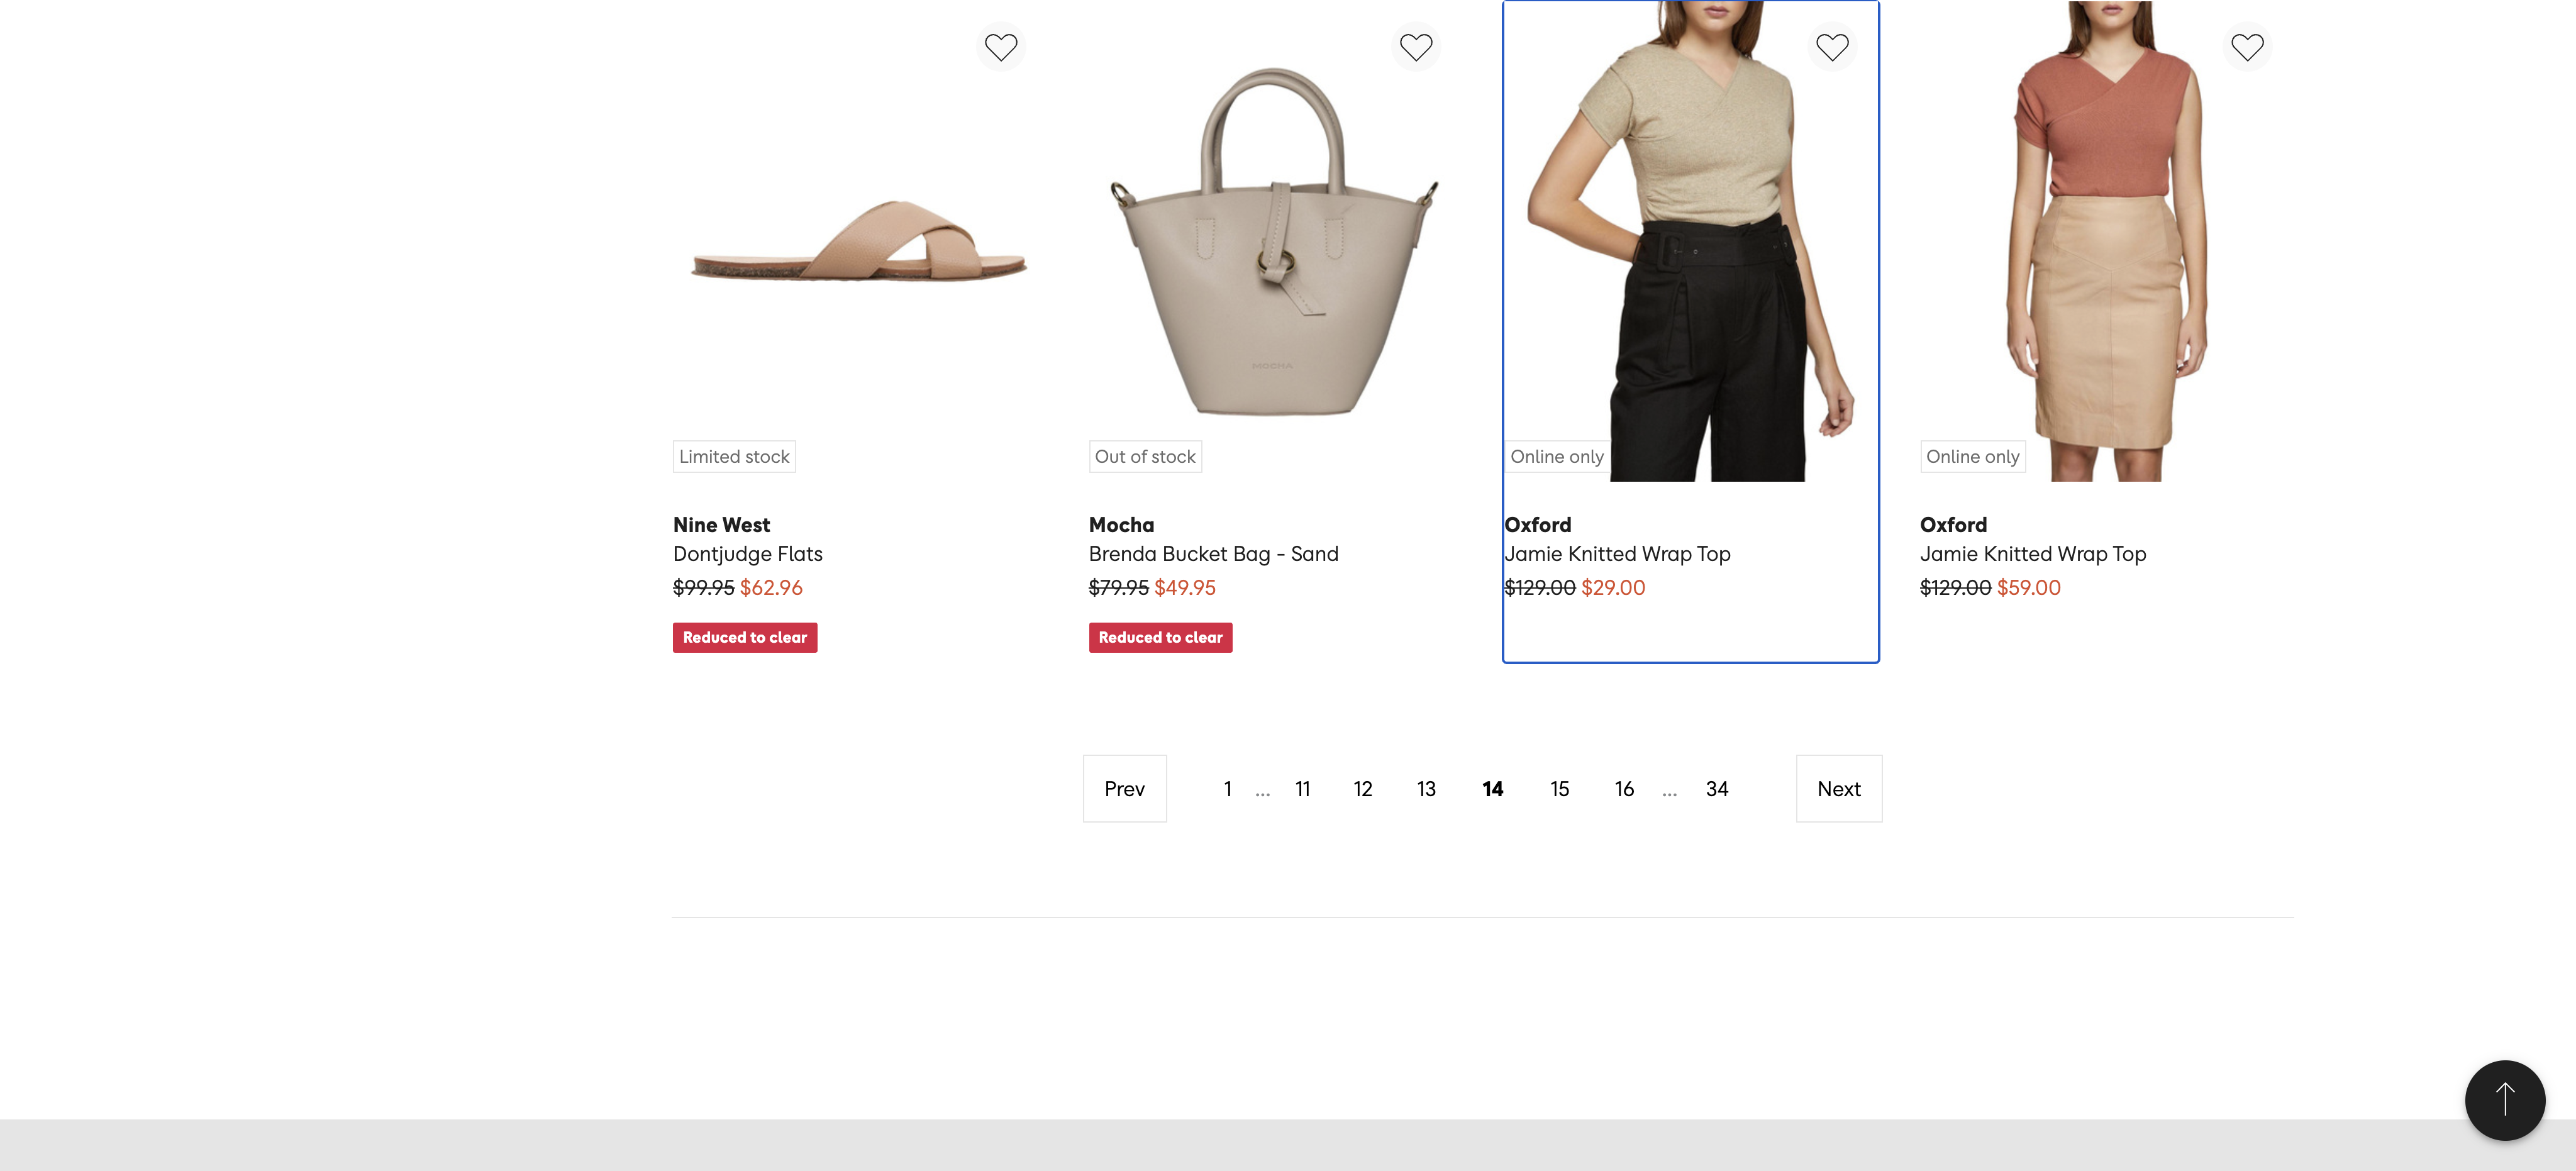 MOCHA
Limited stock
Out of stock
Online only
Online only
Nine West
Dontjudge Flats
$99.95 $62.96
Reduced to clear
Mocha
Brenda Bucket Bag - Sand
$79.95 $49.95
Reduced to clear
Oxford
Jamie Knitted Wrap Top
$129.00 $29.00
Oxford
Jamie Knitted Wrap Top
$129.00 $59.00
Prev 1 ... 11 12 13 14 15 16 ... 34 Next